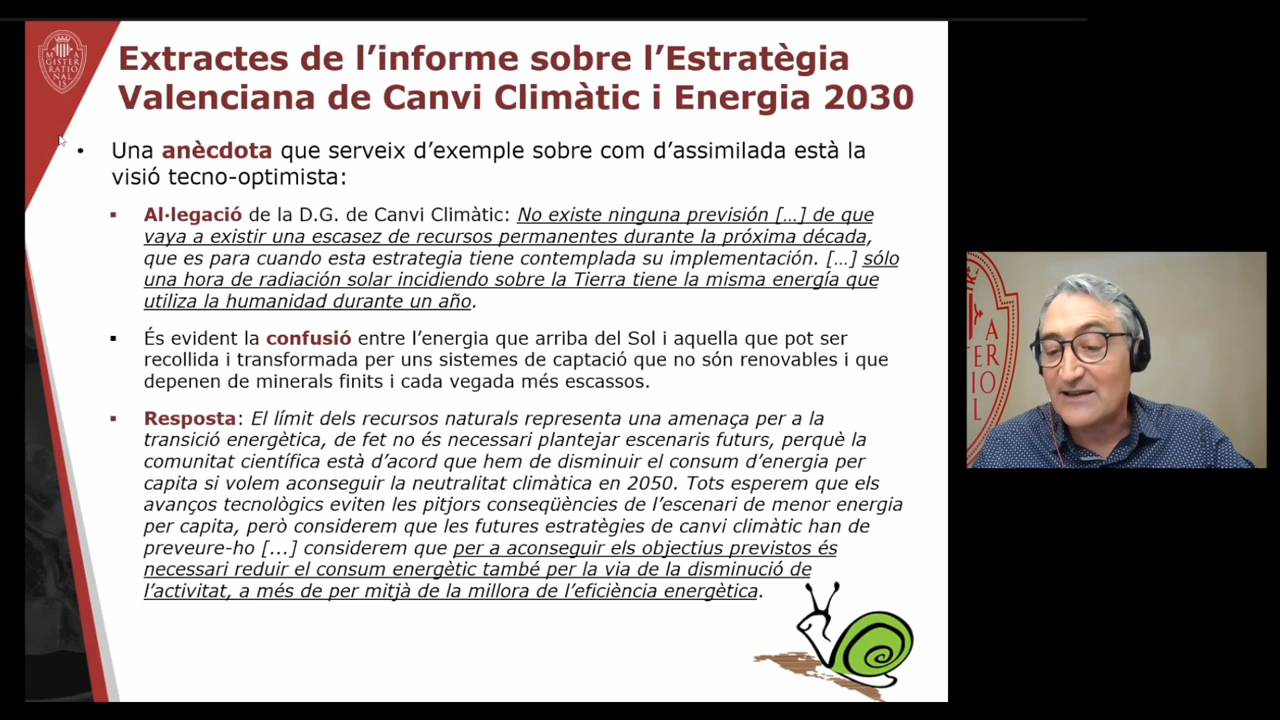 M A
GISTER
RATIO
NAL
IS
Extractes de l’informe sobre l’Estratègia
Valenciana de Canvi Climàtic i Energia 2030
• Una anècdota que serveix d’exemple sobre com d’assimilada està la
visió tecno-optimista:
▪ Al·legació de la D.G. de Canvi Climàtic: No existe ninguna previsión […] de que
vaya a existir una escasez de recursos permanentes durante la próxima década,
que es para cuando esta estrategia tiene contemplada su implementación. […] sólo
una hora de radiación solar incidiendo sobre la Tierra tiene la misma energía que
utiliza la humanidad durante un año.
▪ És evident la confusió entre l’energia que arriba del Sol i aquella que pot ser
recollida i transformada per uns sistemes de captació que no són renovables i que
depenen de minerals finits i cada vegada més escassos.
▪ Resposta: El límit dels recursos naturals representa una amenaça per a la
transició energètica, de fet no és necessari plantejar escenaris futurs, perquè la
comunitat científica està d’acord que hem de disminuir el consum d’energia per
capita si volem aconseguir la neutralitat climàtica en 2050. Tots esperem que els
avanços tecnològics eviten les pitjors conseqüències de l’escenari de menor energia
per capita, però considerem que les futures estratègies de canvi climàtic han de
preveure-ho [...] considerem que per a aconseguir els objectius previstos és
necessari reduir el consum energètic també per la via de la disminució de
l’activitat, a més de per mitjà de la millora de l’eficiència energètica.
A
ERIO
L